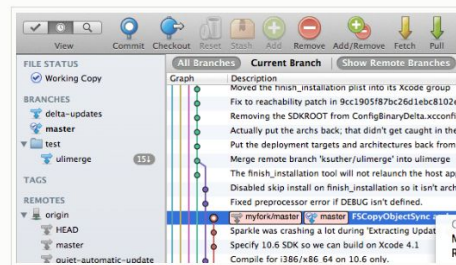 View Commit Checkout Reset Stash Add Remove Add/Remove Fetch Pull
FILE STATUS
Working Copy
BRANCHES
delta-updates
master
test
ulimerge 15↓
TAGS
REMOTES
origin
HEAD
master
quiet-automatic-update
All Branches Current Branch Show Remote Branches
Graph Description
Moved the finish_installation plist into its Xcode group
Fix to reachability patch in 9cc1905f87bc26d1ebc8102e
Removing the SDKROOT from ConfigBinaryDelta.xcconfi
Actually put the archs back; that didn't get caught in the
Put the deployment targets and architectures back from
Merge remote branch 'ksuther/ulimerge' into ulimerge
The finish_installation tool will not relaunch the host ap
Disabled skip install on finish_installation so it isn't arch
Fixed preprocessor error if DEBUG isn't defined.
myfork/master master FSCopyObjectSync
Sparkle was crashing a lot during 'Extracting Updat
Specify 10.6 SDK so we can build on Xcode 4.1
Compile for i386/x86_64 on 10.6 only.